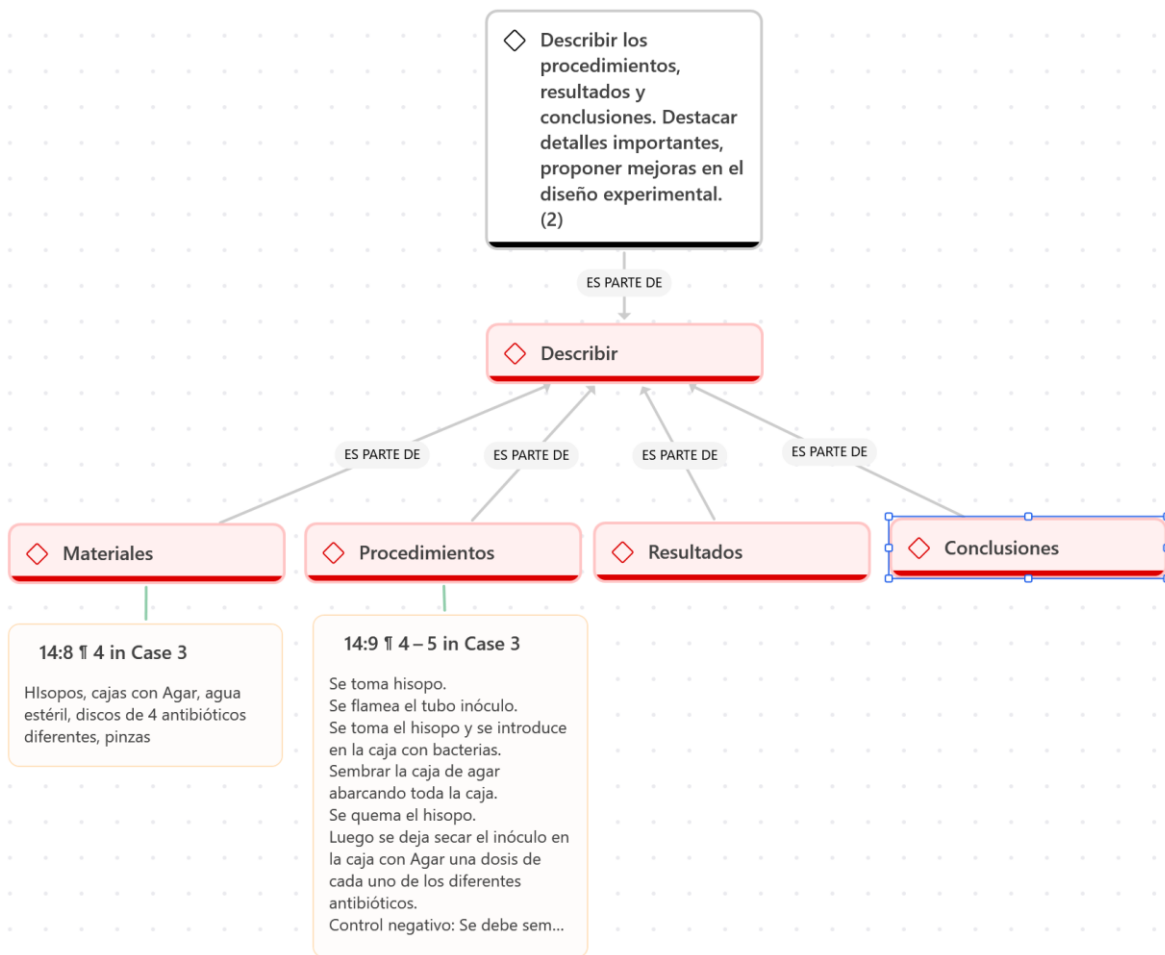 Describir los
procedimientos,
resultados y
conclusiones. Destacar
detalles importantes,
proponer mejoras en el
diseño experimental.
(2)
ES PARTE DE
Describir
ES PARTE DE
ES PARTE DE
ES PARTE DE
ES PARTE DE
Materiales
Procedimientos
Resultados
Conclusiones
14:8 ¶ 4 in Case 3
HIsopos, cajas con Agar, agua
estéril, discos de 4 antibióticos
diferentes, pinzas
14:9 ¶ 4 – 5 in Case 3
Se toma hisopo.
Se flamea el tubo inóculo.
Se toma el hisopo y se introduce
en la caja con bacterias.
Sembrar la caja de agar
abarcando toda la caja.
Se quema el hisopo.
Luego se deja secar el inóculo en
la caja con Agar una dosis de
cada uno de los diferentes
antibióticos.
Control negativo: Se debe sem...